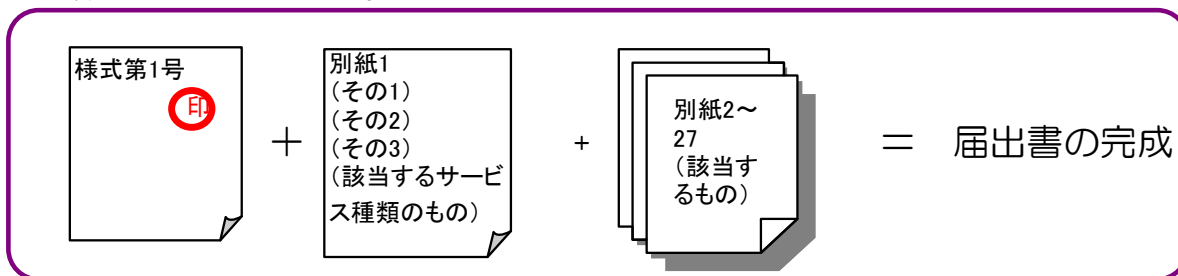 様式第1号
印
＋
別紙1
(その1)
(その2)
(その3)
(該当するサービ
ス種類のもの)
+
別紙2～
27
(該当す
るもの)
＝ 届出書の完成